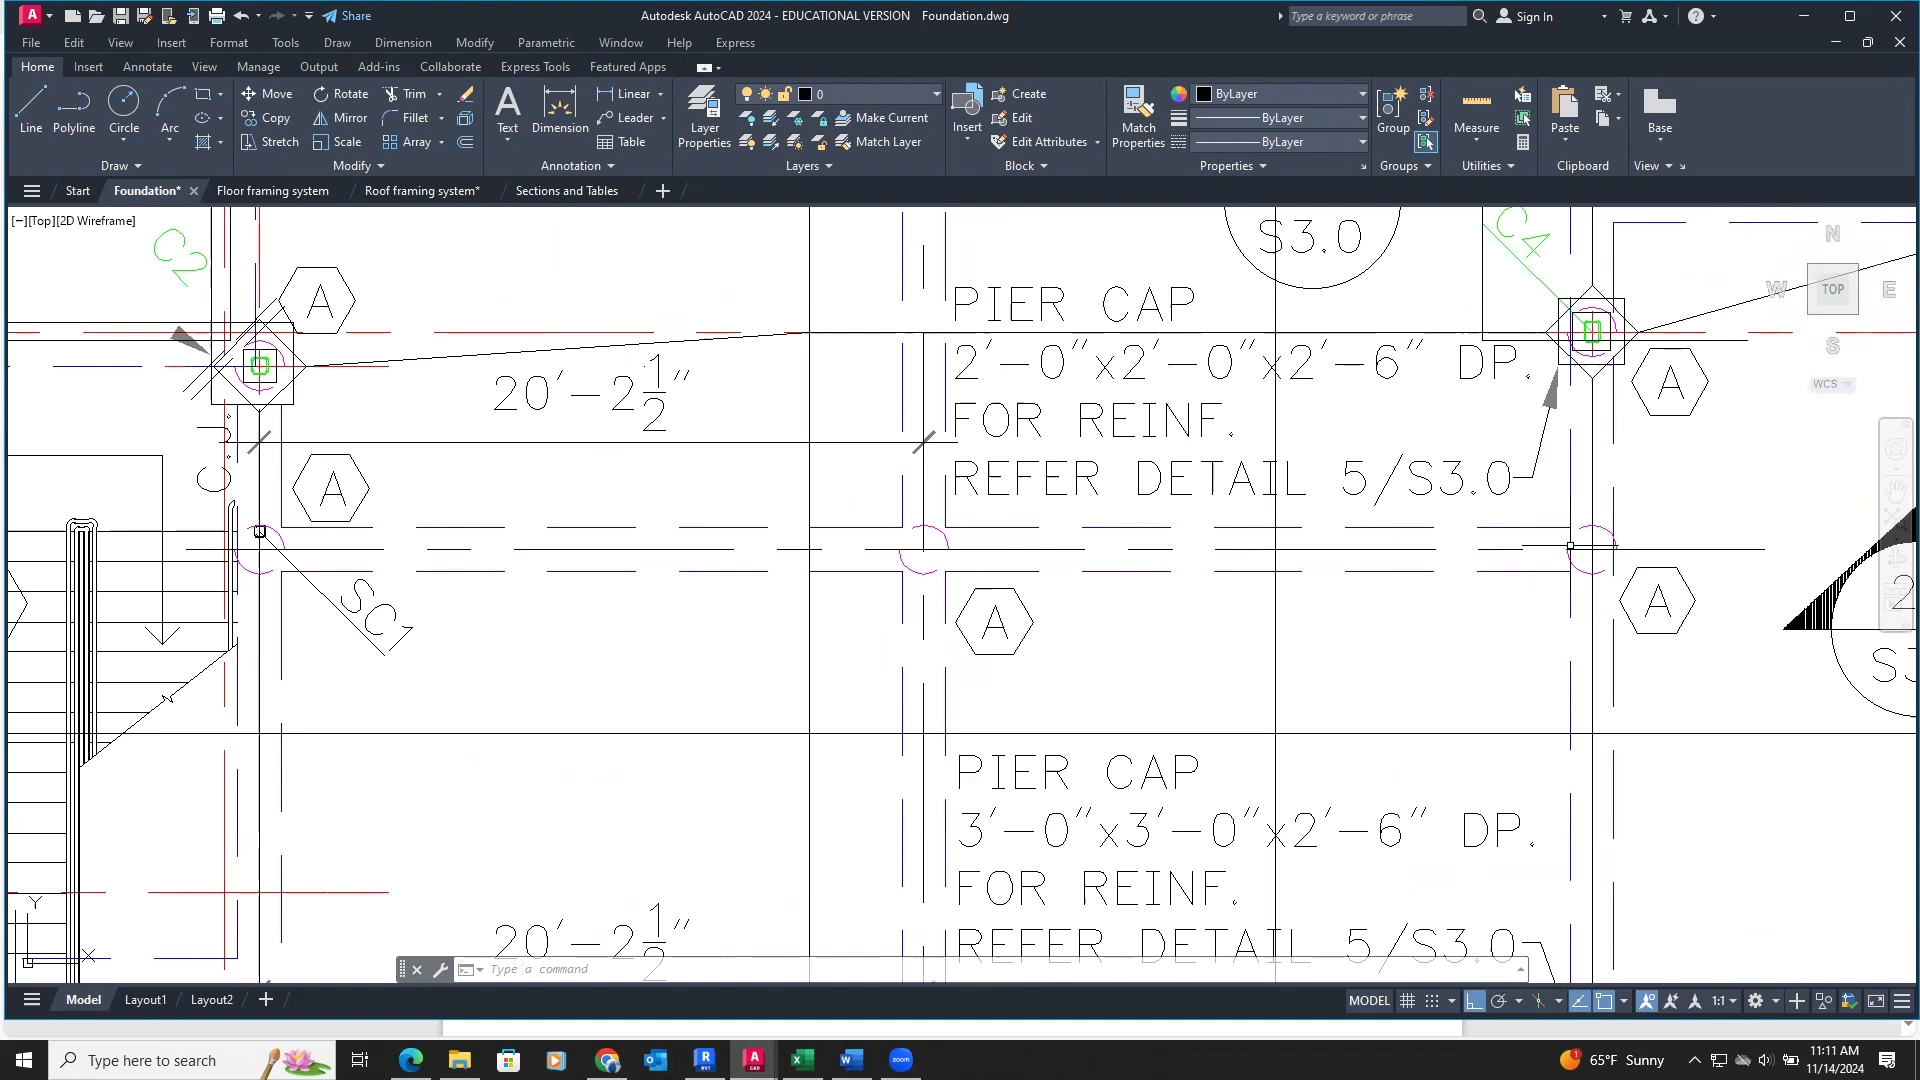 Share
Autodesk AutoCAD 2024 - EDUCATIONAL VERSION Foundation.dwg
Type a keyword or phrase
Sign In
File Edit View Insert Format Tools Draw Dimension Modify Parametric Window Help Express
Home Insert Annotate View Manage Output Add-ins Collaborate Express Tools Featured Apps
Line Polyline Circle Arc
Move Rotate Trim
Copy Mirror Fillet
Stretch Scale Array
Text Dimension
Linear
Leader
Table
Layer Properties
0
Make Current
Match Layer
Insert
Create
Edit
Edit Attributes
Match Properties
ByLayer
ByLayer
ByLayer
Group
Measure
Paste
Base
Draw Modify Annotation Layers Block Properties Groups Utilities Clipboard View
Start Foundation* Floor framing system Roof framing system* Sections and Tables
[−][Top][2D Wireframe]
C2
A
S3.0
C4
N
W TOP E
S
WCS
PIER CAP
2'-0"x2'-0"x2'-6" DP.
FOR REINF.
REFER DETAIL 5/S3.0
20'-2 1/2"
A
C.J.
A
SC1
A
A
2
S3
PIER CAP
3'-0"x3'-0"x2'-6" DP.
FOR REINF.
REFER DETAIL 5/S3.0
20'-2 1/2"
Y
X
Type a command
Model Layout1 Layout2
MODEL
1:1
Type here to search
65°F Sunny
11:11 AM
11/14/2024